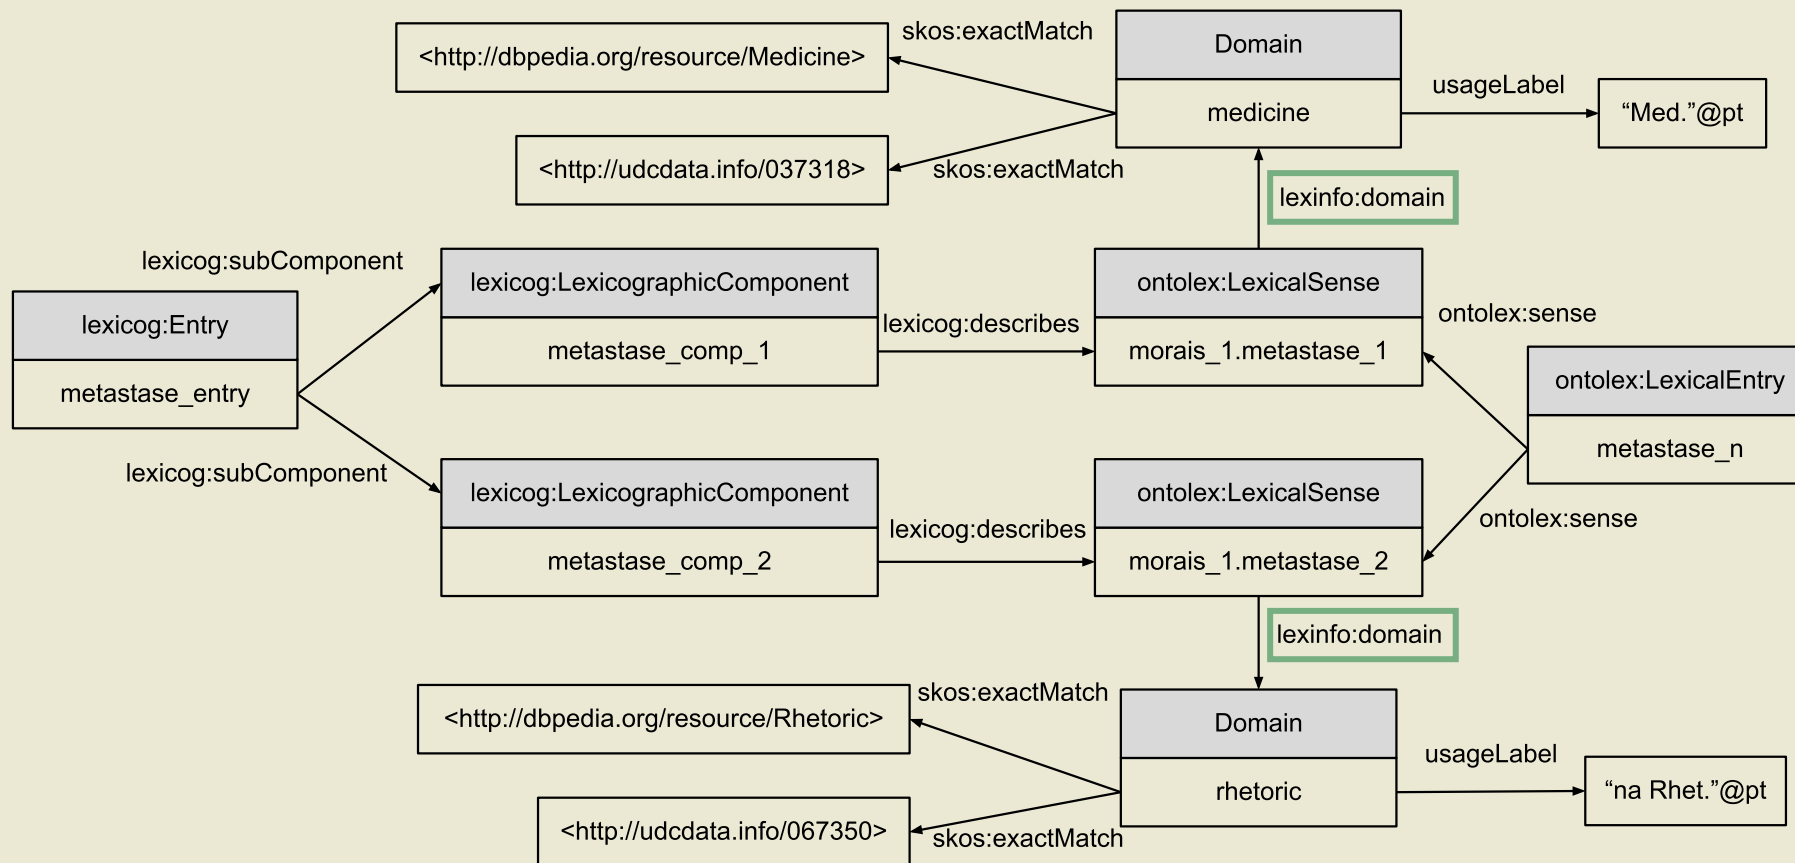 skos:exactMatch
Domain
<http://dbpedia.org/resource/Medicine>
usageLabel
medicine
“Med.”@pt
<http://udcdata.info/037318>
skos:exactMatch
lexinfo:domain
lexicog:subComponent
lexicog:LexicographicComponent
ontolex:LexicalSense
lexicog:Entry
lexicog:describes
ontolex:sense
metastase_comp_1
morais_1.metastase_1
metastase_entry
ontolex:LexicalEntry
metastase_n
lexicog:subComponent
lexicog:LexicographicComponent
ontolex:LexicalSense
lexicog:describes
ontolex:sense
metastase_comp_2
morais_1.metastase_2
lexinfo:domain
skos:exactMatch
<http://dbpedia.org/resource/Rhetoric>
Domain
usageLabel
rhetoric
“na Rhet.”@pt
<http://udcdata.info/067350>
skos:exactMatch